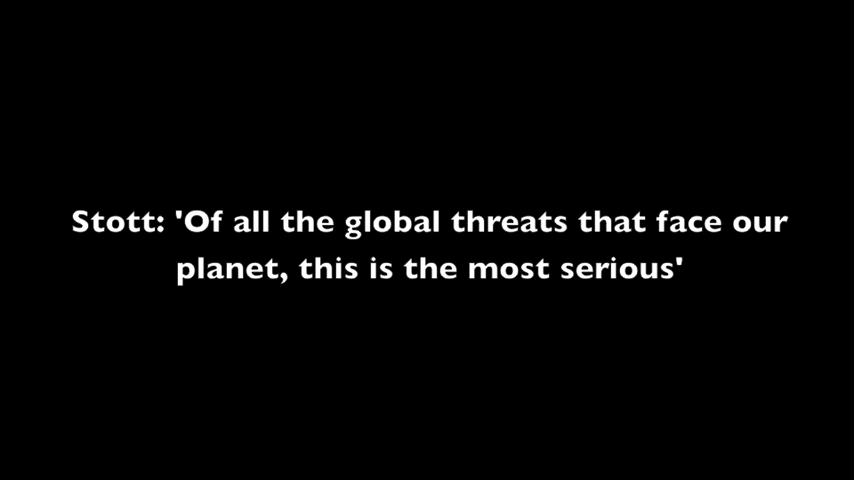 Stott: 'Of all the global threats that face our
planet, this is the most serious'